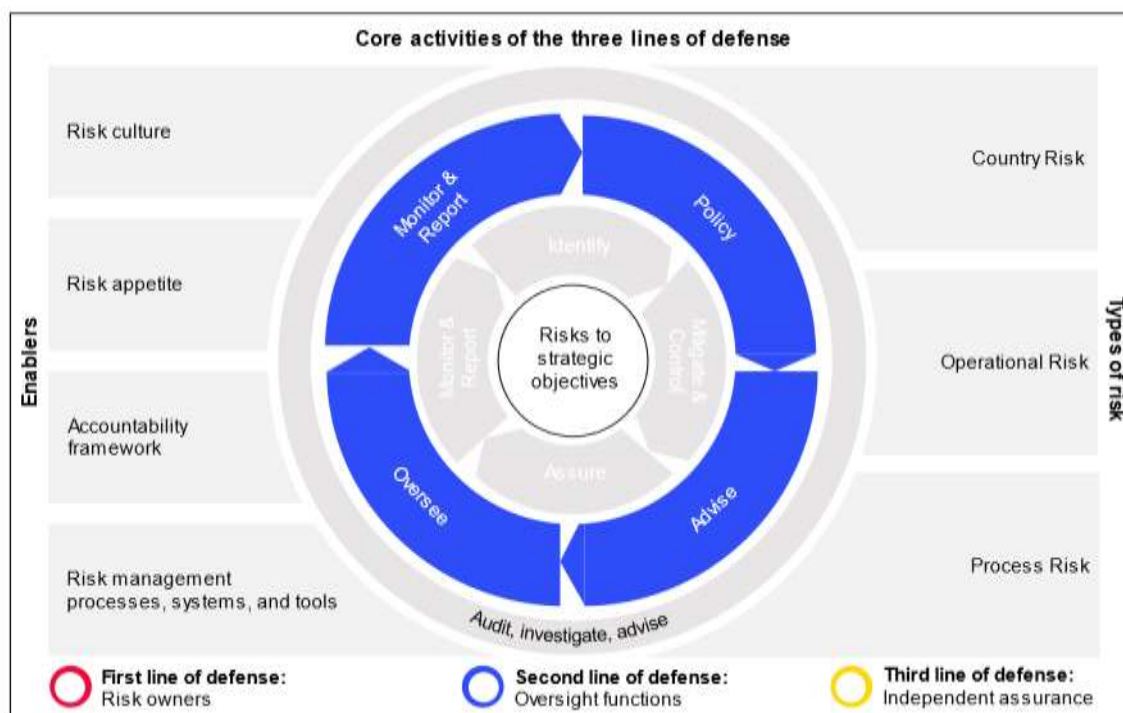 Core activities of the three lines of defense
Enablers
Risk culture
Risk appetite
Accountability
framework
Risk management
processes, systems, and tools
Monitor &
Report
Policy
Advise
Oversee
Identify
Mitigate &
Control
Assure
Monitor &
Report
Risks to
strategic
objectives
Audit, investigate, advise
Country Risk
Operational Risk
Process Risk
Types of risk
First line of defense:
Risk owners
Second line of defense:
Oversight functions
Third line of defense:
Independent assurance